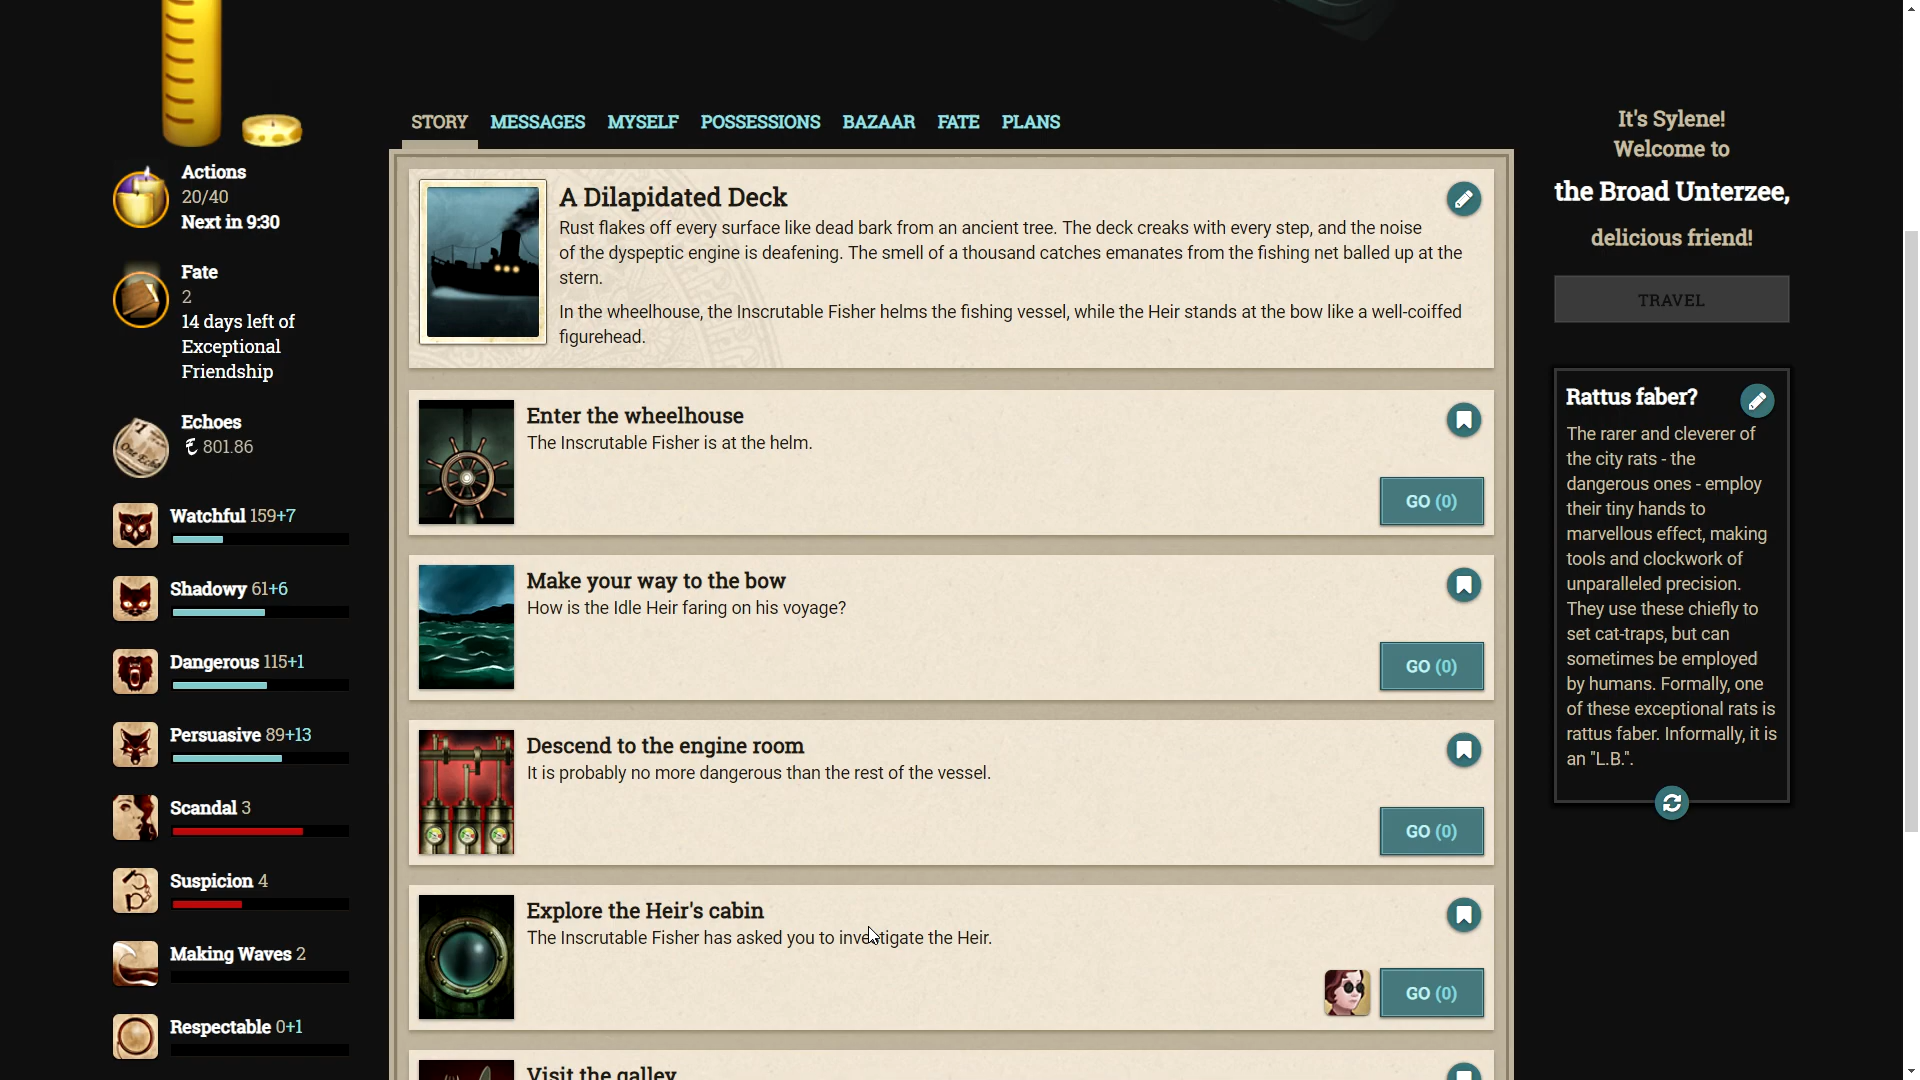 STORY MESSAGES MYSELF POSSESSIONS BAZAAR FATE PLANS
Actions
20/40
Next in 9:30
Fate
2
14 days left of
Exceptional
Friendship
Echoes
801.86
Watchful 159+7
Shadowy 61+6
Dangerous 115+1
Persuasive 89+13
Scandal 3
Suspicion 4
Making Waves 2
Respectable 0+1
A Dilapidated Deck
Rust flakes off every surface like dead bark from an ancient tree. The deck creaks with every step, and the noise
of the dyspeptic engine is deafening. The smell of a thousand catches emanates from the fishing net balled up at the
stern.
In the wheelhouse, the Inscrutable Fisher helms the fishing vessel, while the Heir stands at the bow like a well-coiffed
figurehead.
Enter the wheelhouse
The Inscrutable Fisher is at the helm.
GO (0)
Make your way to the bow
How is the Idle Heir faring on his voyage?
GO (0)
Descend to the engine room
It is probably no more dangerous than the rest of the vessel.
GO (0)
Explore the Heir's cabin
The Inscrutable Fisher has asked you to investigate the Heir.
GO (0)
Visit the galley
It's Sylene!
Welcome to
the Broad Unterzee,
delicious friend!
TRAVEL
Rattus faber?
The rarer and cleverer of
the city rats - the
dangerous ones - employ
their tiny hands to
marvellous effect, making
tools and clockwork of
unparalleled precision.
They use these chiefly to
set cat-traps, but can
sometimes be employed
by humans. Formally, one
of these exceptional rats is
rattus faber. Informally, it is
an "L.B.".